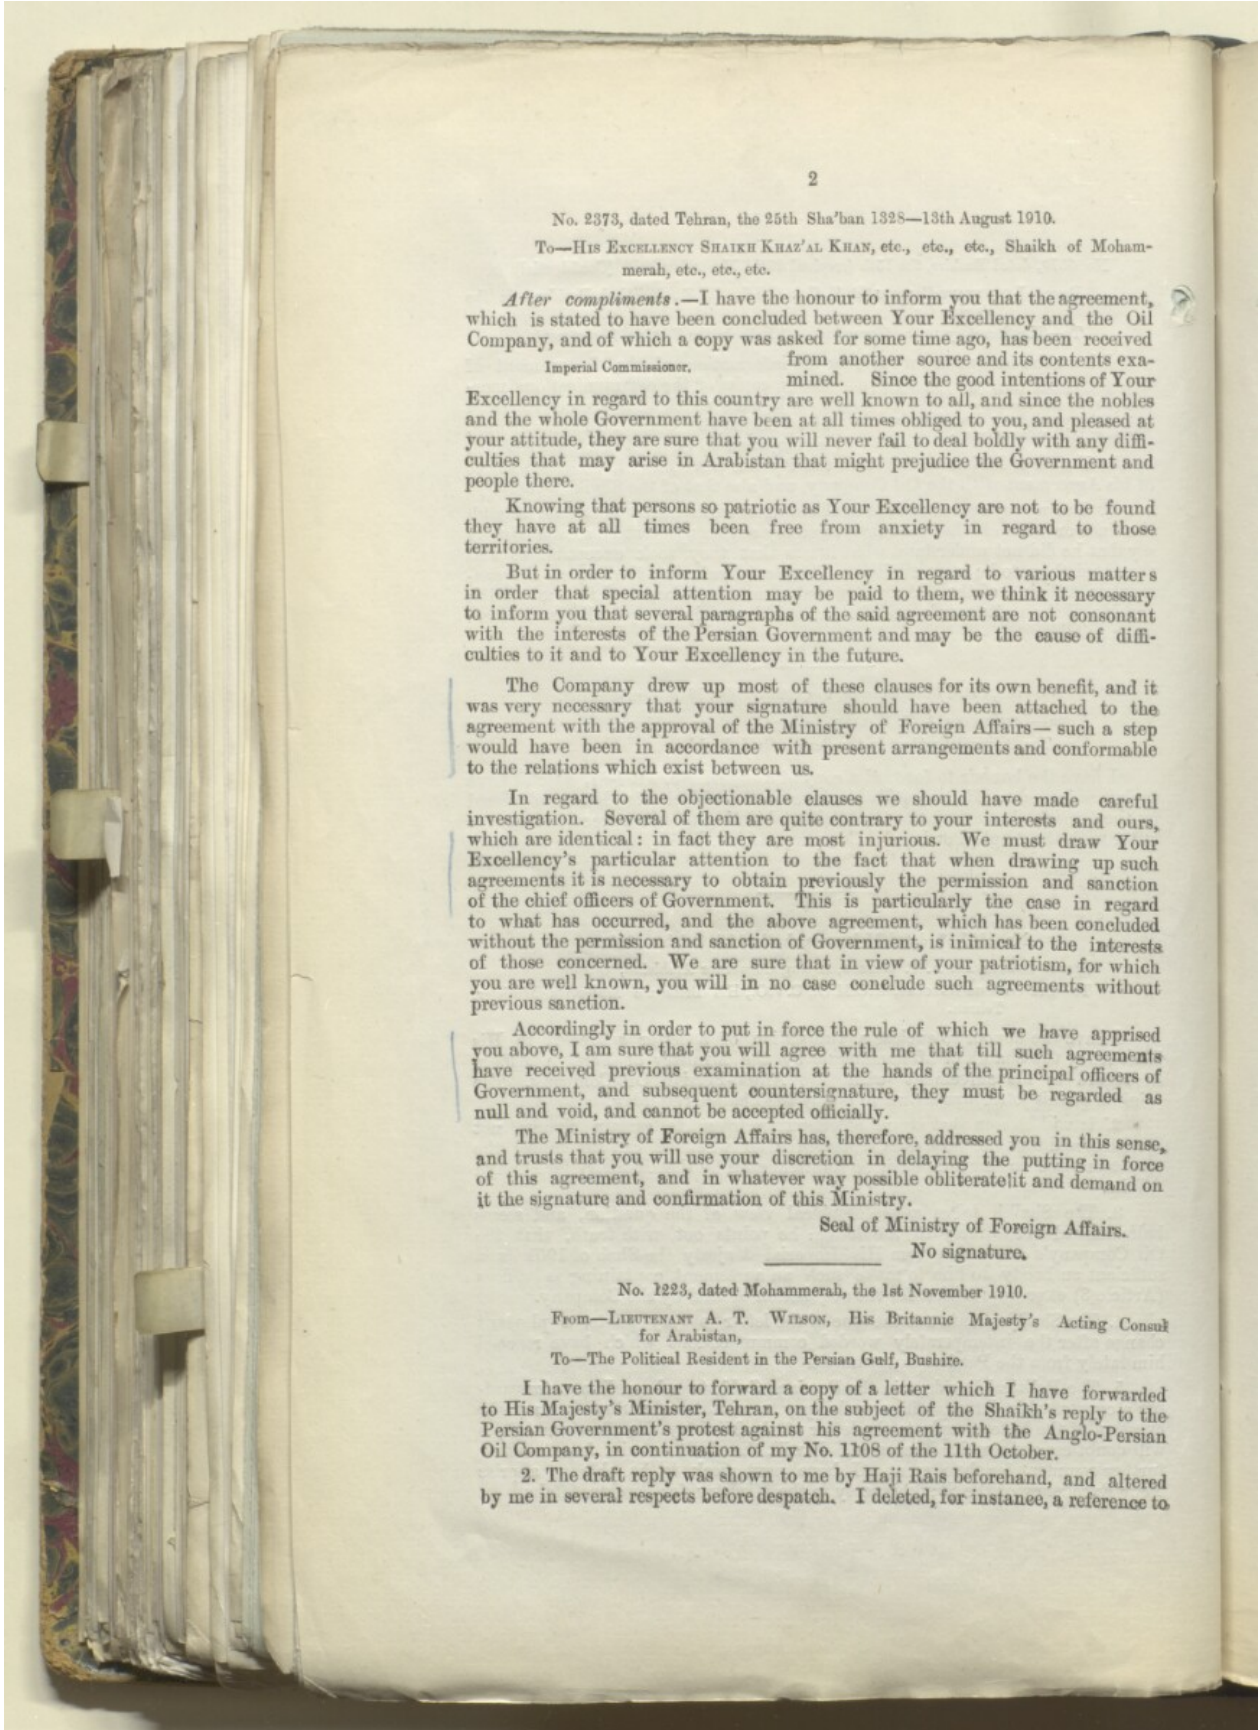 2
No. 2373, dated Tehran, the 25th Sha'ban 1328—13th August 1910.
To—His Excellency Shaikh Khaz'al Khan, etc., etc., etc., Shaikh of Moham-
merah, etc., etc., etc.
After compliments.—I have the honour to inform you that the agreement,
which is stated to have been concluded between Your Excellency and the Oil
Company, and of which a copy was asked for some time ago, has been received
Imperial Commissioner.
from another source and its contents exa-
mined. Since the good intentions of Your
Excellency in regard to this country are well known to all, and since the nobles
and the whole Government have been at all times obliged to you, and pleased at
your attitude, they are sure that you will never fail to deal boldly with any diffi-
culties that may arise in Arabistan that might prejudice the Government and
people there.
Knowing that persons so patriotic as Your Excellency are not to be found
they have at all times been free from anxiety in regard to those
territories.
But in order to inform Your Excellency in regard to various matters
in order that special attention may be paid to them, we think it necessary
to inform you that several paragraphs of the said agreement are not consonant
with the interests of the Persian Government and may be the cause of diffi-
culties to it and to Your Excellency in the future.
The Company drew up most of these clauses for its own benefit, and it
was very necessary that your signature should have been attached to the
agreement with the approval of the Ministry of Foreign Affairs—such a step
would have been in accordance with present arrangements and conformable
to the relations which exist between us.
In regard to the objectionable clauses we should have made careful
investigation. Several of them are quite contrary to your interests and ours,
which are identical: in fact they are most injurious. We must draw Your
Excellency's particular attention to the fact that when drawing up such
agreements it is necessary to obtain previously the permission and sanction
of the chief officers of Government. This is particularly the case in regard
to what has occurred, and the above agreement, which has been concluded
without the permission and sanction of Government, is inimical to the interests
of those concerned. We are sure that in view of your patriotism, for which
you are well known, you will in no case conclude such agreements without
previous sanction.
Accordingly in order to put in force the rule of which we have apprised
you above, I am sure that you will agree with me that till such agreements
have received previous examination at the hands of the principal officers of
Government, and subsequent countersignature, they must be regarded as
null and void, and cannot be accepted officially.
The Ministry of Foreign Affairs has, therefore, addressed you in this sense,
and trusts that you will use your discretion in delaying the putting in force
of this agreement, and in whatever way possible obliterate it and demand on
it the signature and confirmation of this Ministry.
Seal of Ministry of Foreign Affairs.
No signature.
No. 1223, dated Mohammerah, the 1st November 1910.
From—Lieutenant A. T. Wilson, His Britannic Majesty's Acting Consul
for Arabistan,
To—The Political Resident in the Persian Gulf, Bushire.
I have the honour to forward a copy of a letter which I have forwarded
to His Majesty's Minister, Tehran, on the subject of the Shaikh's reply to the
Persian Government's protest against his agreement with the Anglo-Persian
Oil Company, in continuation of my No. 1108 of the 11th October.
2. The draft reply was shown to me by Haji Rais beforehand, and altered
by me in several respects before despatch. I deleted, for instance, a reference to